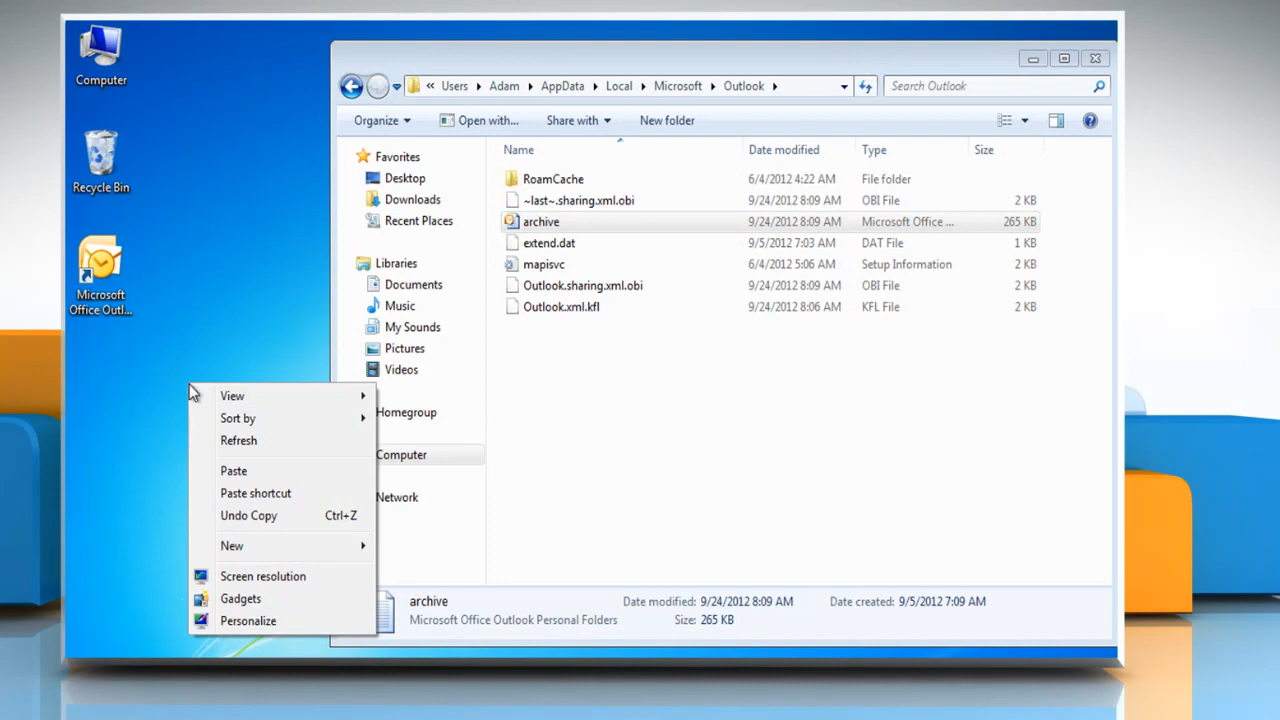 Computer
Recycle Bin
Microsoft
Office Outl...
« Users Adam AppData Local Microsoft Outlook
Search Outlook
Organize Open with... Share with New folder
Favorites
Desktop
Downloads
Recent Places
Libraries
Documents
Music
My Sounds
Pictures
Videos
Homegroup
Computer
Network
Name Date modified Type Size
RoamCache 6/4/2012 4:22 AM File folder
~last~.sharing.xml.obi 9/24/2012 8:09 AM OBI File 2 KB
archive 9/24/2012 8:09 AM Microsoft Office ... 265 KB
extend.dat 9/5/2012 7:03 AM DAT File 1 KB
mapisvc 6/4/2012 5:06 AM Setup Information 2 KB
Outlook.sharing.xml.obi 9/24/2012 8:09 AM OBI File 2 KB
Outlook.xml.kfl 9/24/2012 8:06 AM KFL File 2 KB
View
Sort by
Refresh
Paste
Paste shortcut
Undo Copy Ctrl+Z
New
Screen resolution
Gadgets
Personalize
archive Date modified: 9/24/2012 8:09 AM Date created: 9/5/2012 7:09 AM
Microsoft Office Outlook Personal Folders Size: 265 KB